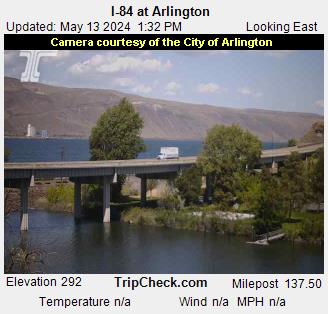 I-84 at Arlington
Updated: May 13 2024 1:32 PM Looking East
Camera courtesy of the City of Arlington
Elevation 292 TripCheck.com Milepost 137.50
Temperature n/a Wind n/a MPH n/a